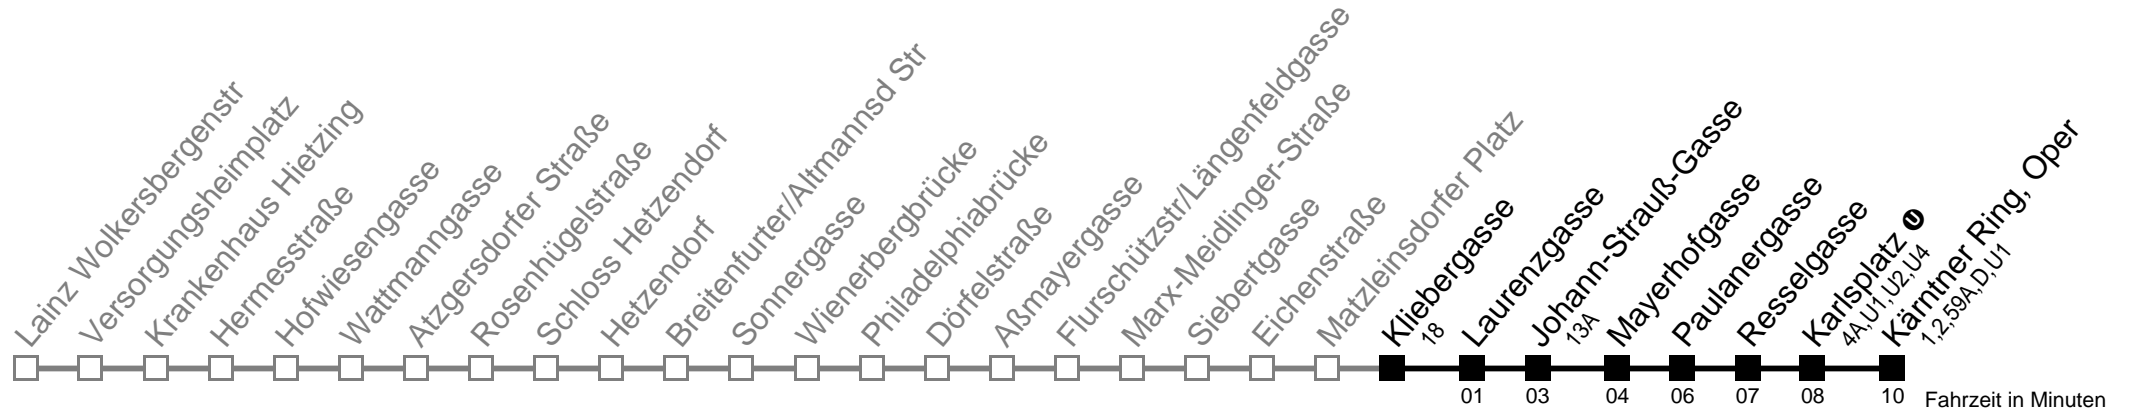 Lainz Wolkersbergenstr
Versorgungsheimplatz
Krankenhaus Hietzing
Hermesstraße
Hofwiesengasse
Wattmanngasse
Atzgersdorfer Straße
Rosenhügelstraße
Schloss Hetzendorf
Hetzendorf
Breitenfurter/Altmannsd Str
Sonnergasse
Wienerbergbrücke
Philadelphiabrücke
Dörfelstraße
Aßmayergasse
Flurschützstr/Längenfeldgasse
Marx-Meidlinger-Straße
Siebertgasse
Eichenstraße
Matzleinsdorfer Platz
Kliebergasse
18
Laurenzgasse
Johann-Strauß-Gasse
13A
Mayerhofgasse
Paulanergasse
Resselgasse
Karlsplatz U
4A,U1,U2,U4
Kärntner Ring, Oper
1,2,59A,D,U1
01 03 04 06 07 08 10 Fahrzeit in Minuten